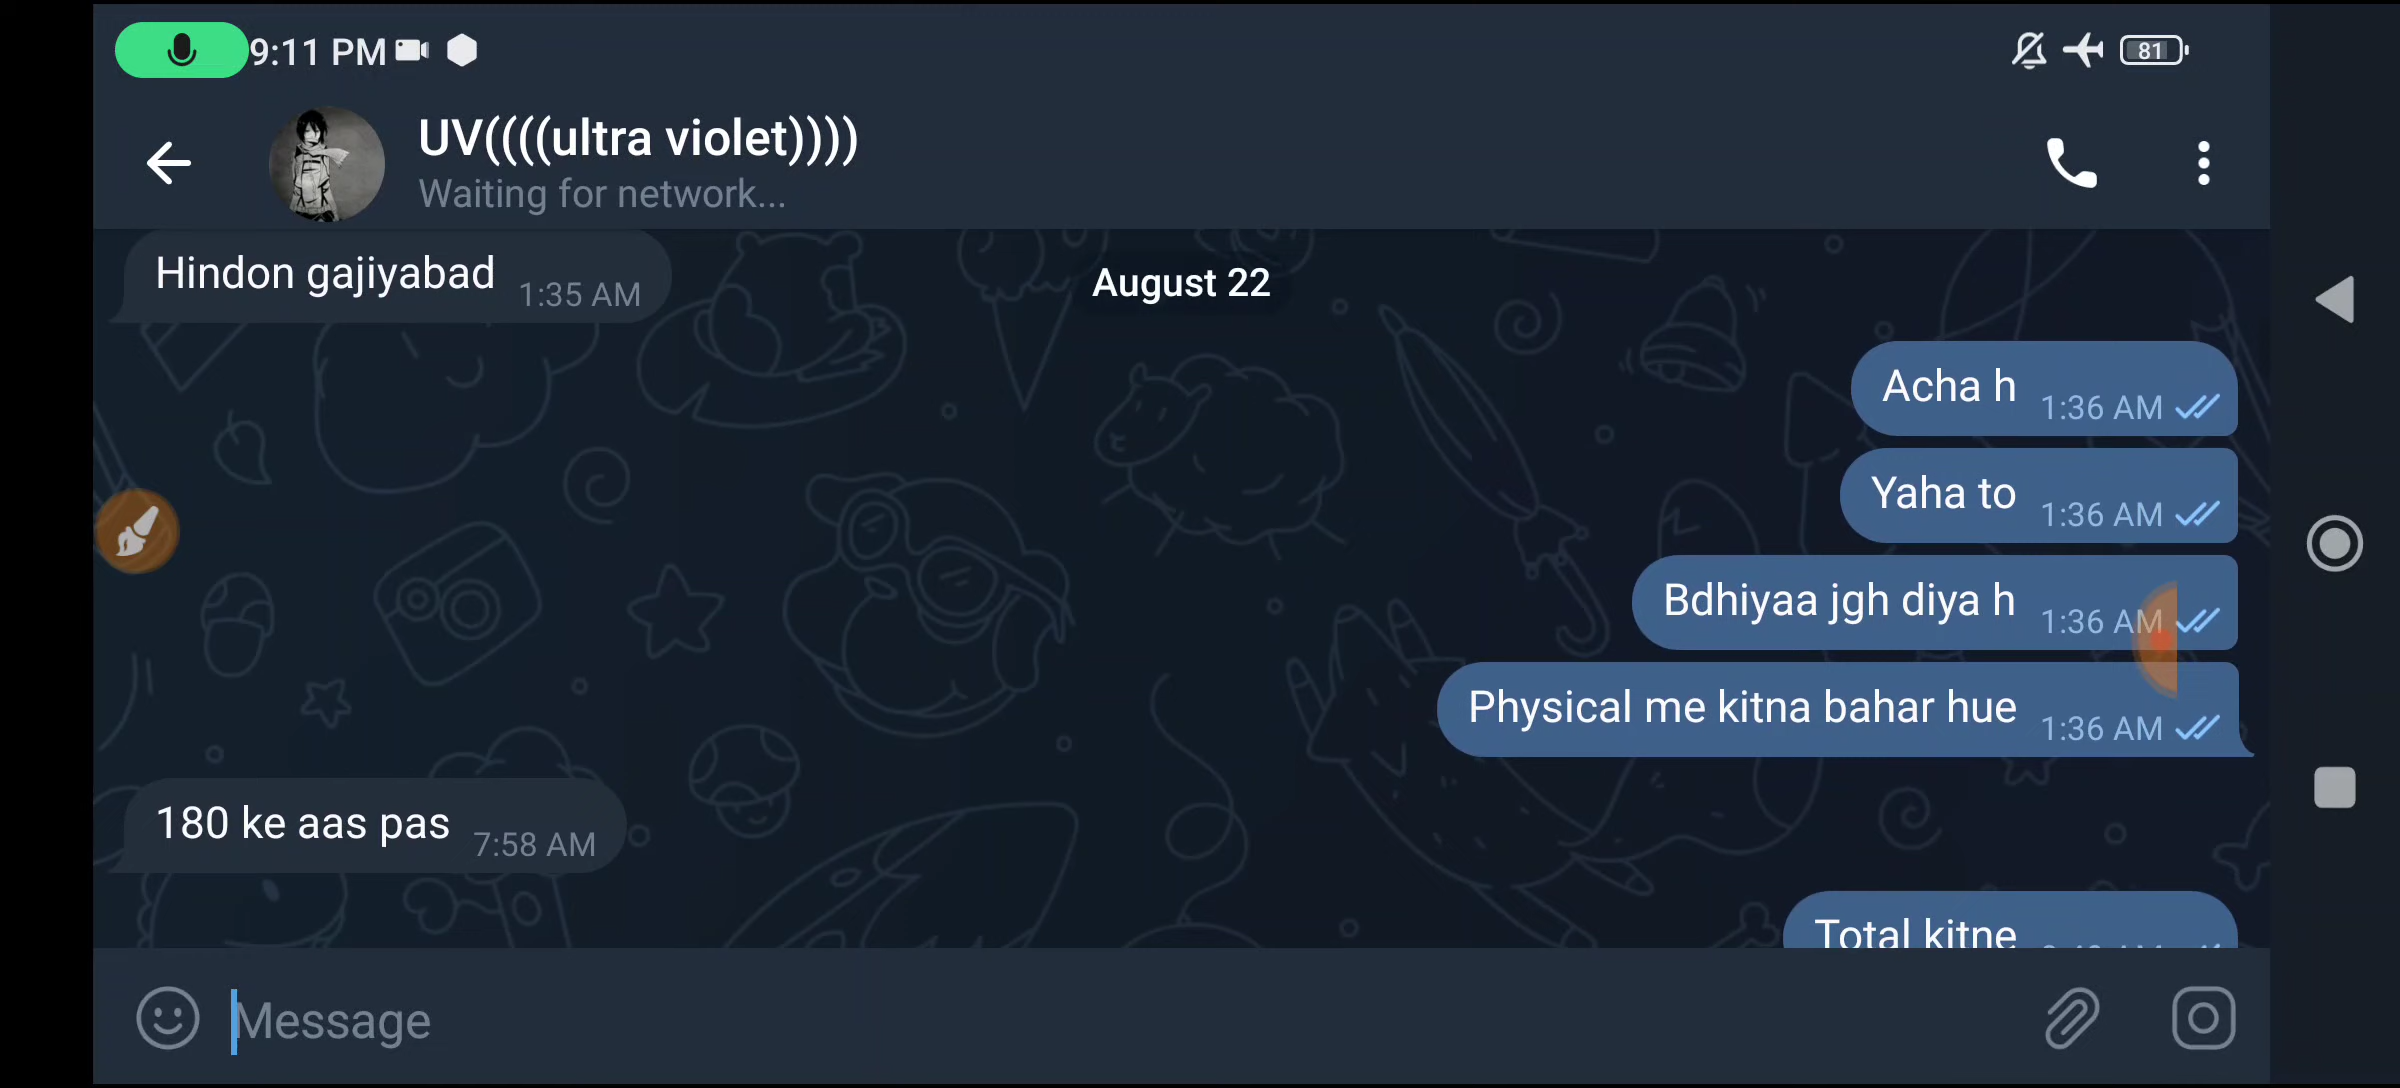 9:11 PM
81
UV((((ultra violet))))
Waiting for network...
Hindon gajiyabad 1:35 AM
August 22
Acha h 1:36 AM
Yaha to 1:36 AM
Bdhiyaa jgh diya h 1:36 AM
Physical me kitna bahar hue 1:36 AM
180 ke aas pas 7:58 AM
Total kitne
Message